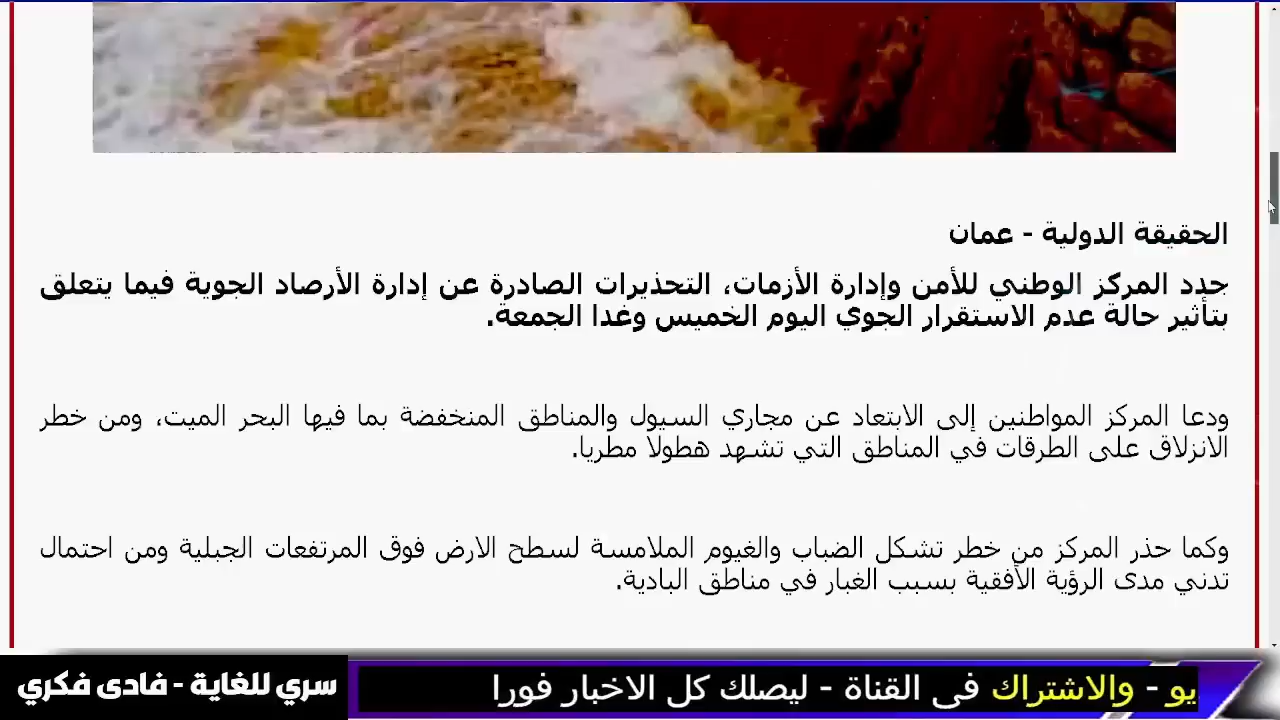 الحقيقة الدولية - عمان
جدد المركز الوطني للأمن وإدارة الأزمات، التحذيرات الصادرة عن إدارة الأرصاد الجوية فيما يتعلق
بتأثير حالة عدم الاستقرار الجوي اليوم الخميس وغدا الجمعة.
ودعا المركز المواطنين إلى الابتعاد عن مجاري السيول والمناطق المنخفضة بما فيها البحر الميت، ومن خطر
الانزلاق على الطرقات في المناطق التي تشهد هطولا مطريا.
وكما حذر المركز من خطر تشكل الضباب والغيوم الملامسة لسطح الارض فوق المرتفعات الجبلية ومن احتمال
تدني مدى الرؤية الأفقية بسبب الغبار في مناطق البادية.
يو - والاشتراك فى القناة - ليصلك كل الاخبار فورا
سري للغاية - فادى فكري